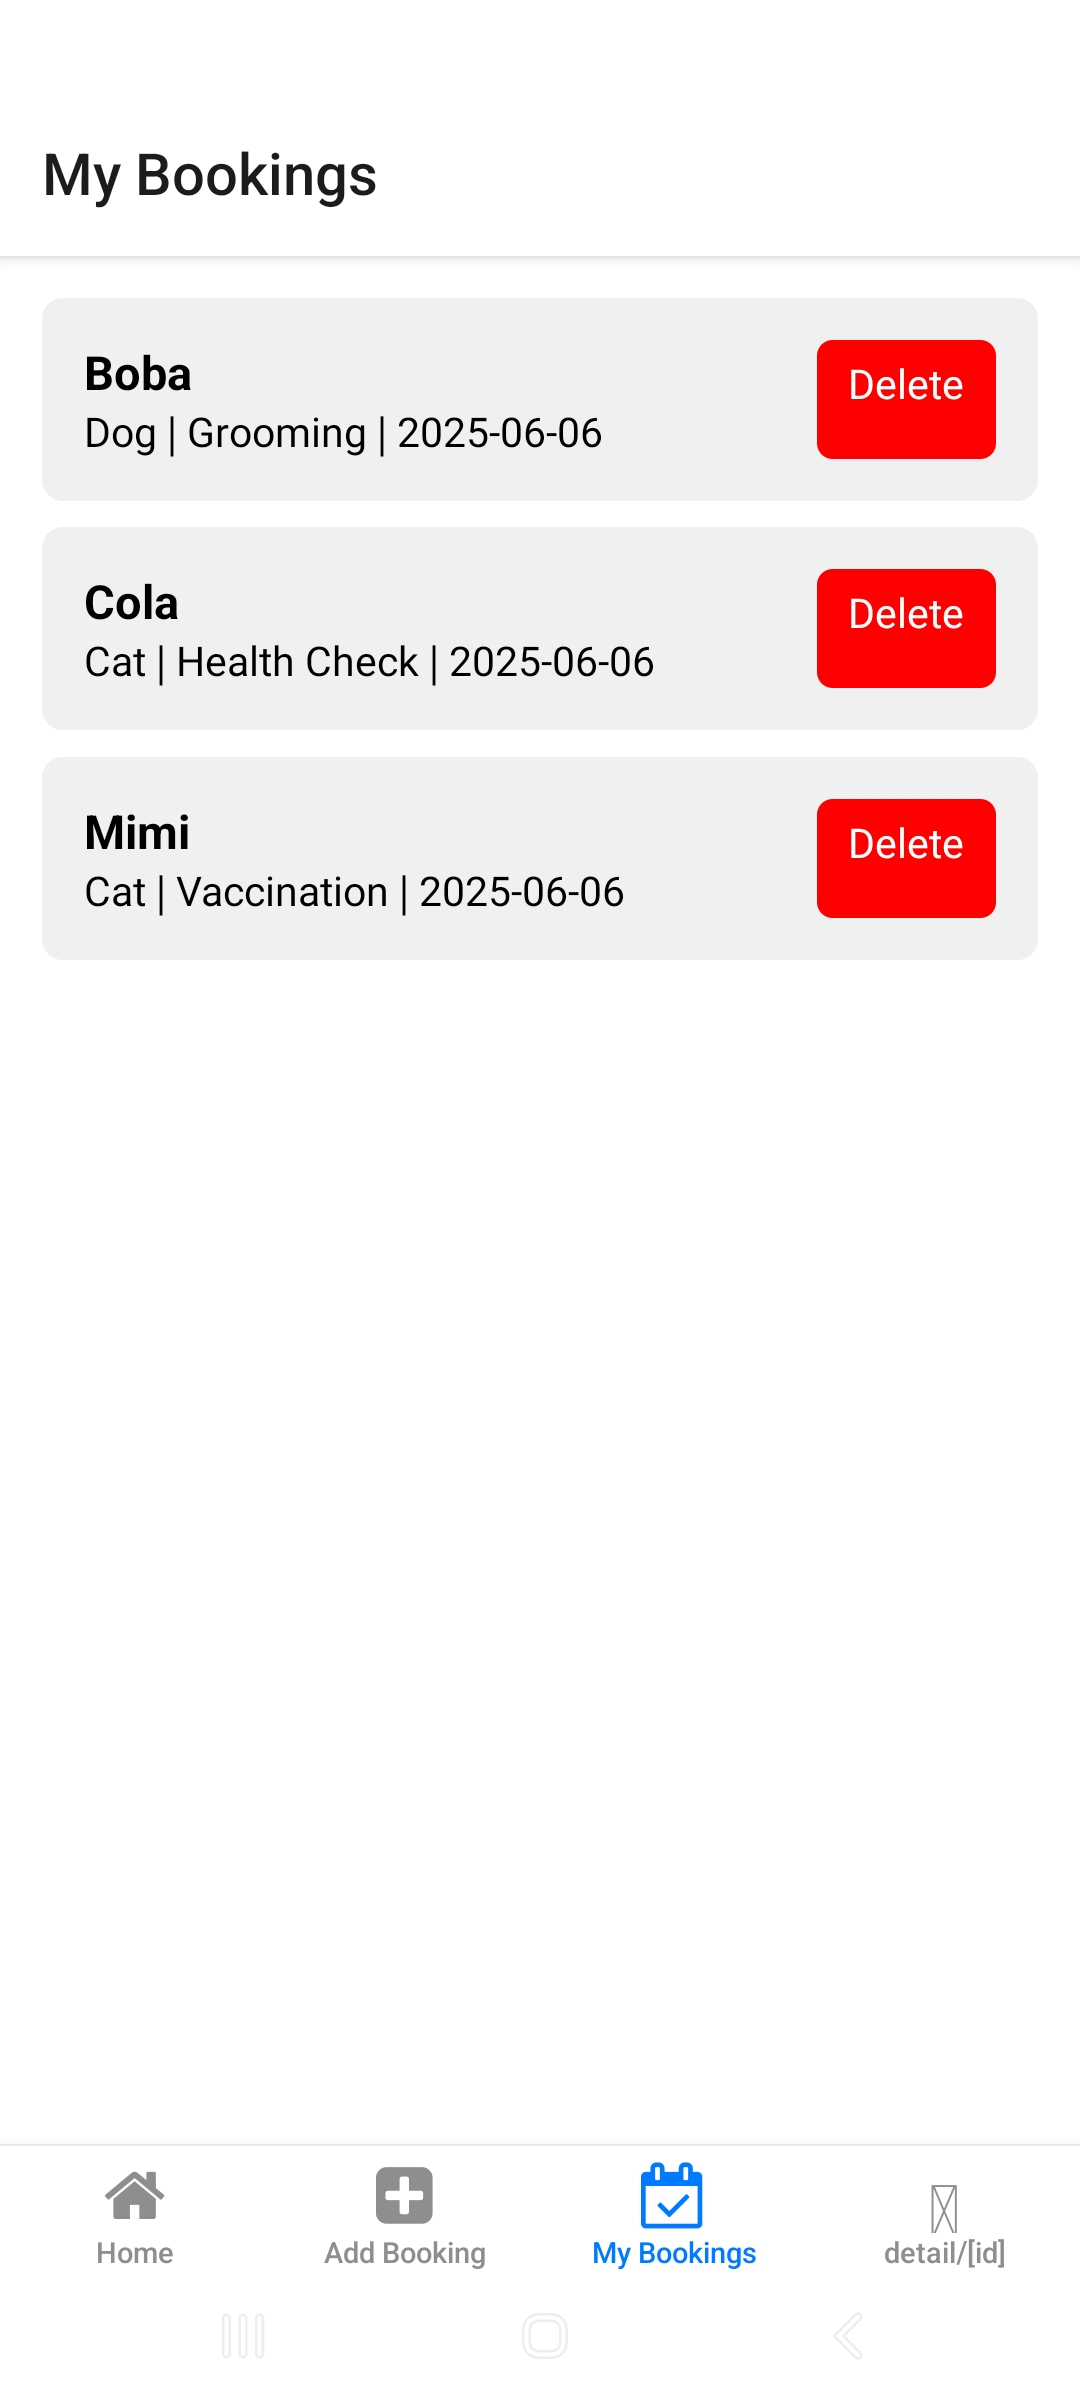 My Bookings
Boba
Dog | Grooming | 2025-06-06
Delete
Cola
Cat | Health Check | 2025-06-06
Delete
Mimi
Cat | Vaccination | 2025-06-06
Delete
Home
Add Booking
My Bookings
detail/[id]